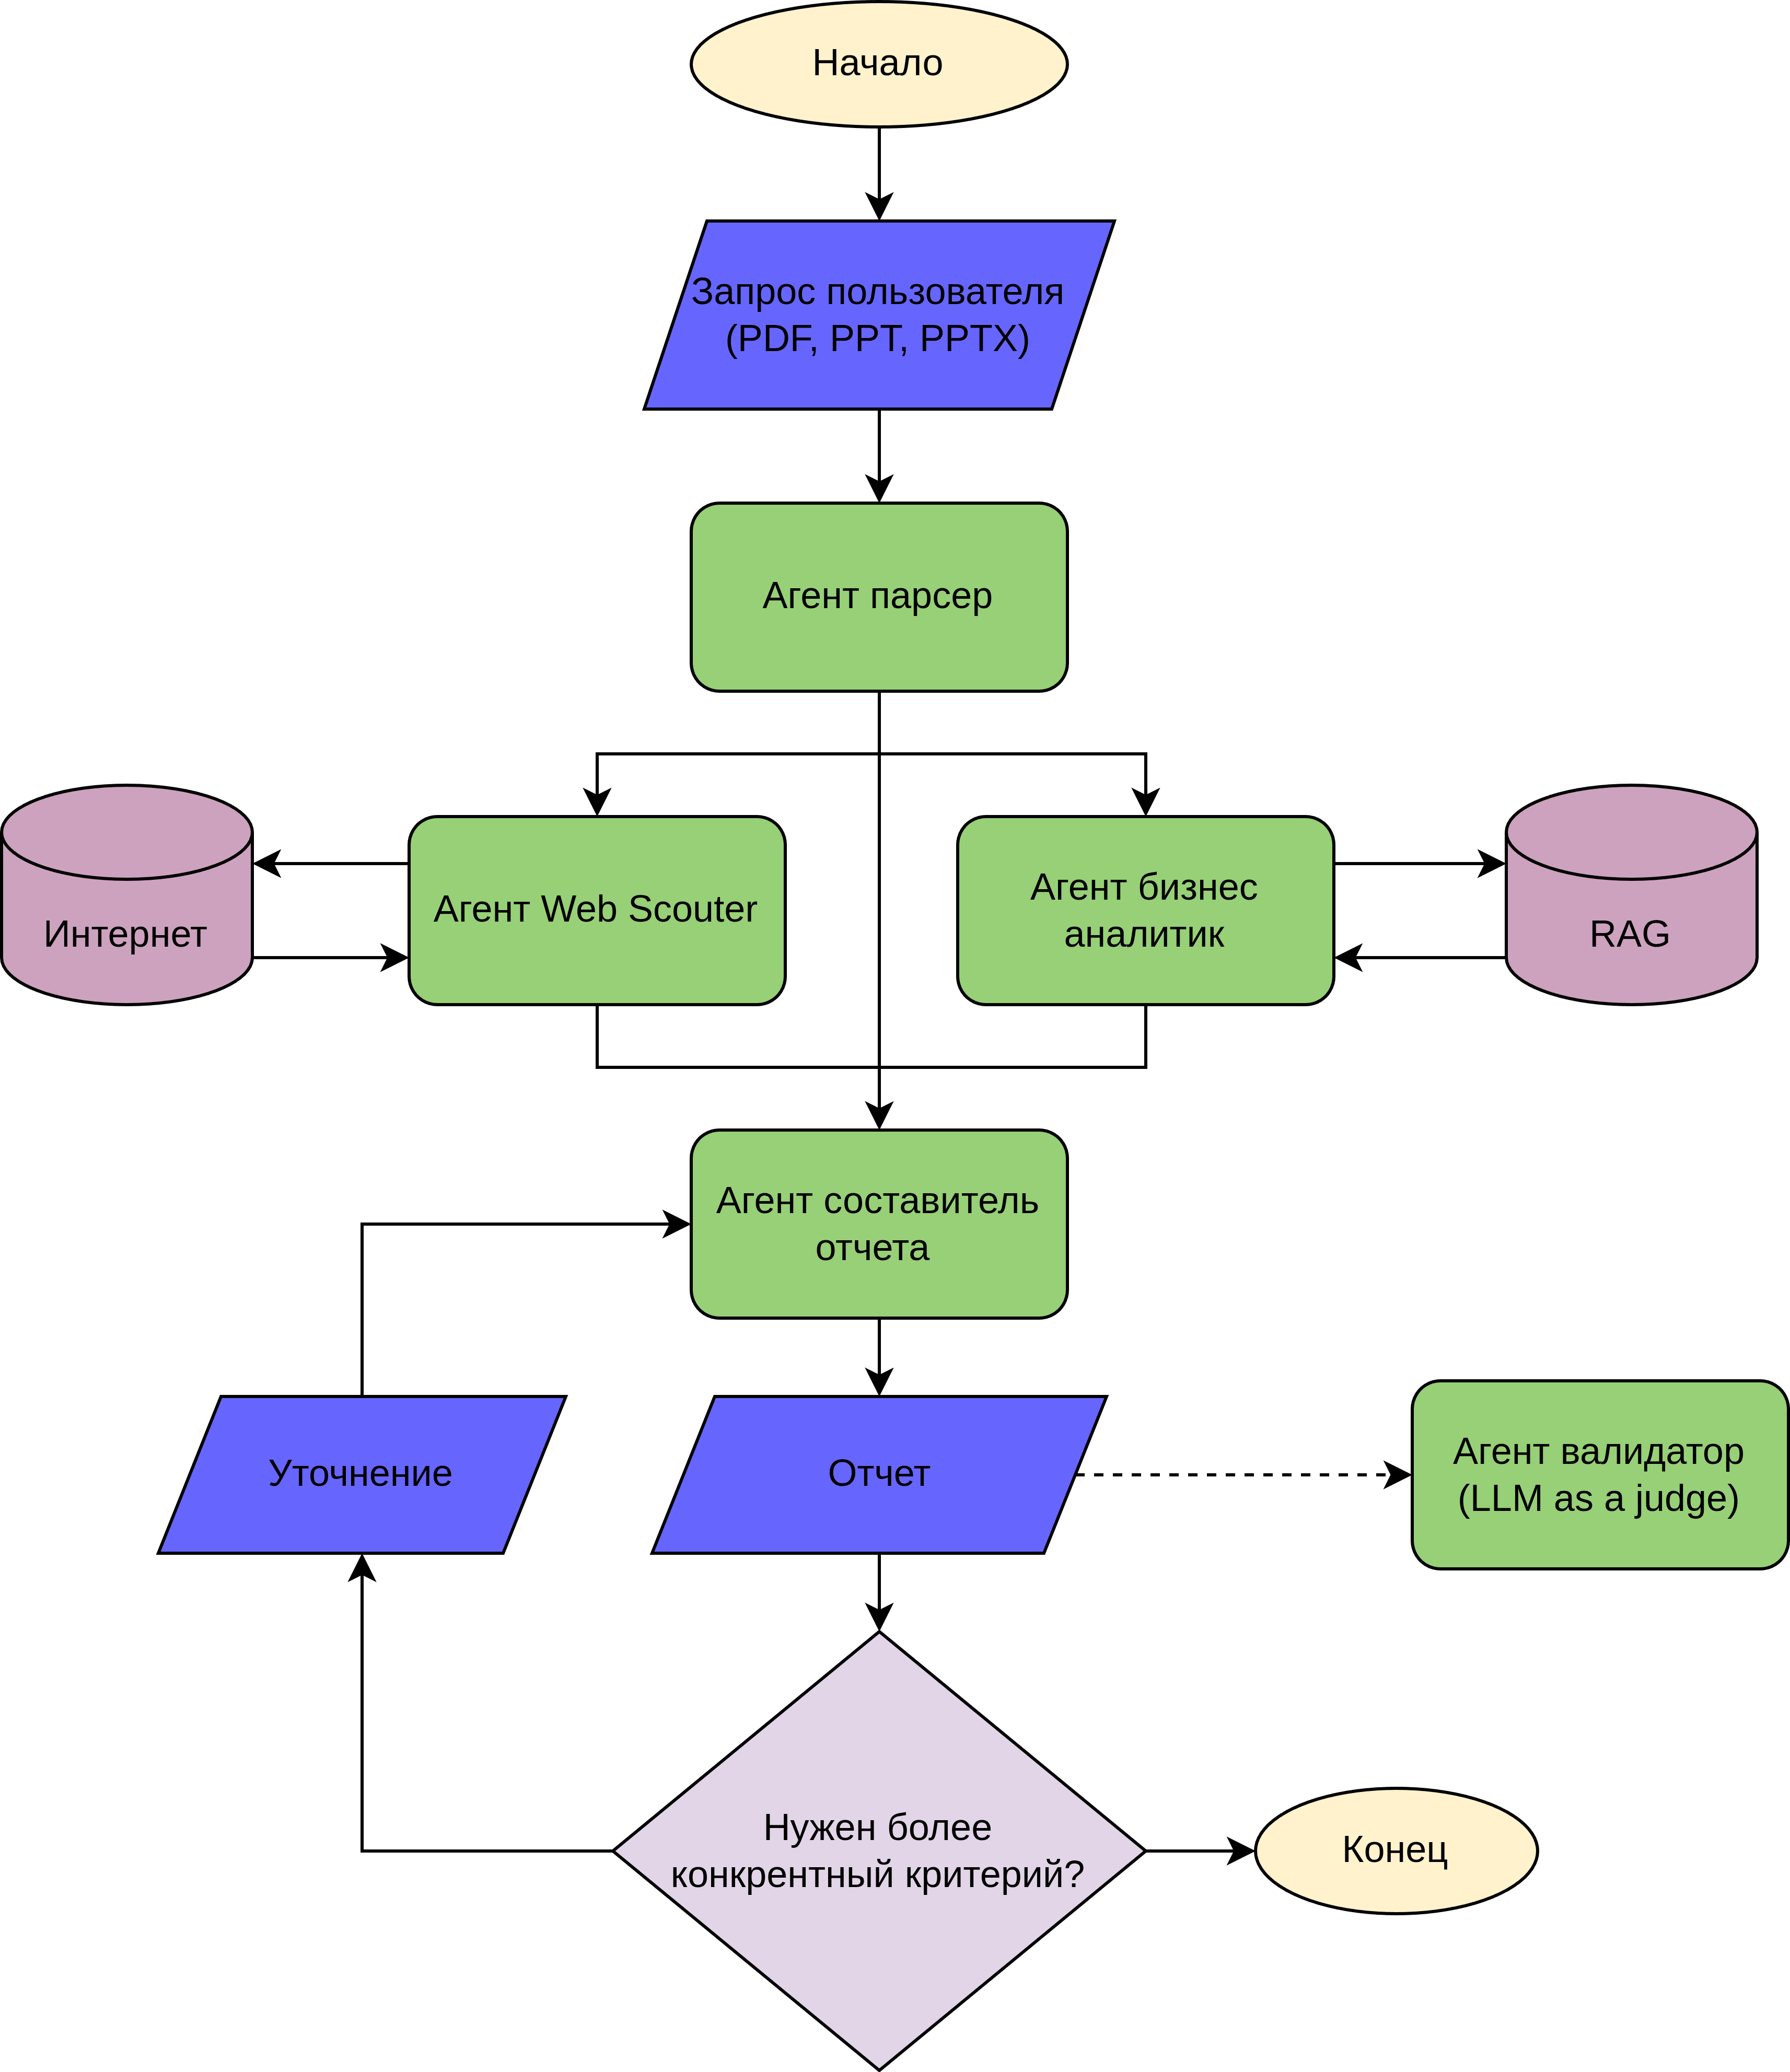 Начало
Запрос пользователя
(PDF, PPT, PPTX)
Агент парсер
Интернет
Агент Web Scouter
Агент бизнес
аналитик
RAG
Агент составитель
отчета
Уточнение
Отчет
Агент валидатор
(LLM as a judge)
Нужен более
конкрентный критерий?
Конец